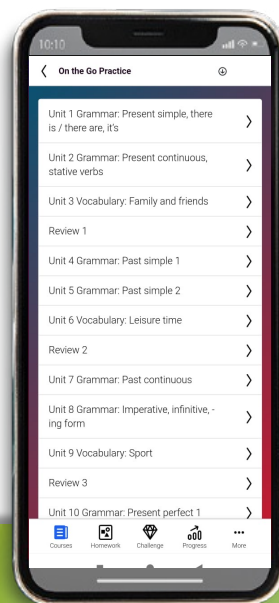 10:10
On the Go Practice
Unit 1 Grammar: Present simple, there
is / there are, it's
Unit 2 Grammar: Present continuous,
stative verbs
Unit 3 Vocabulary: Family and friends
Review 1
Unit 4 Grammar: Past simple 1
Unit 5 Grammar: Past simple 2
Unit 6 Vocabulary: Leisure time
Review 2
Unit 7 Grammar: Past continuous
Unit 8 Grammar: Imperative, infinitive, -
ing form
Unit 9 Vocabulary: Sport
Review 3
Unit 10 Grammar: Present perfect 1
Courses Homework Challenge Progress More